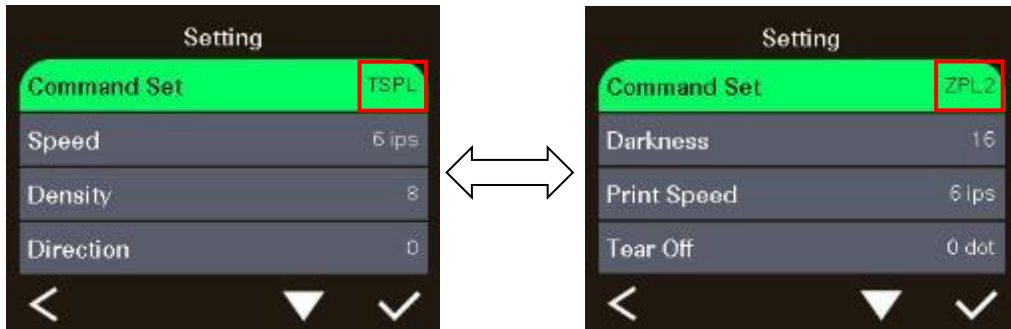 Setting
Command Set TSPL
Speed 6 ips
Density 8
Direction 0
Setting
Command Set ZPL2
Darkness 16
Print Speed 6 ips
Tear Off 0 dot